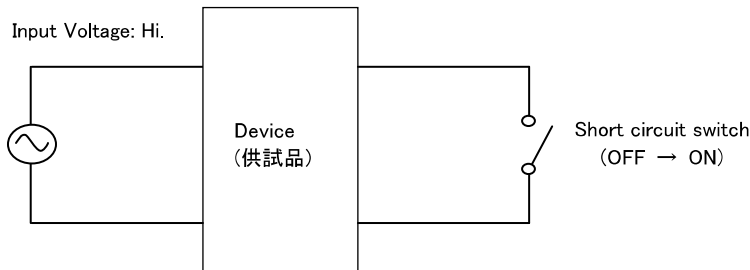 Input Voltage: Hi.
Device
(供試品)
Short circuit switch
(OFF → ON)